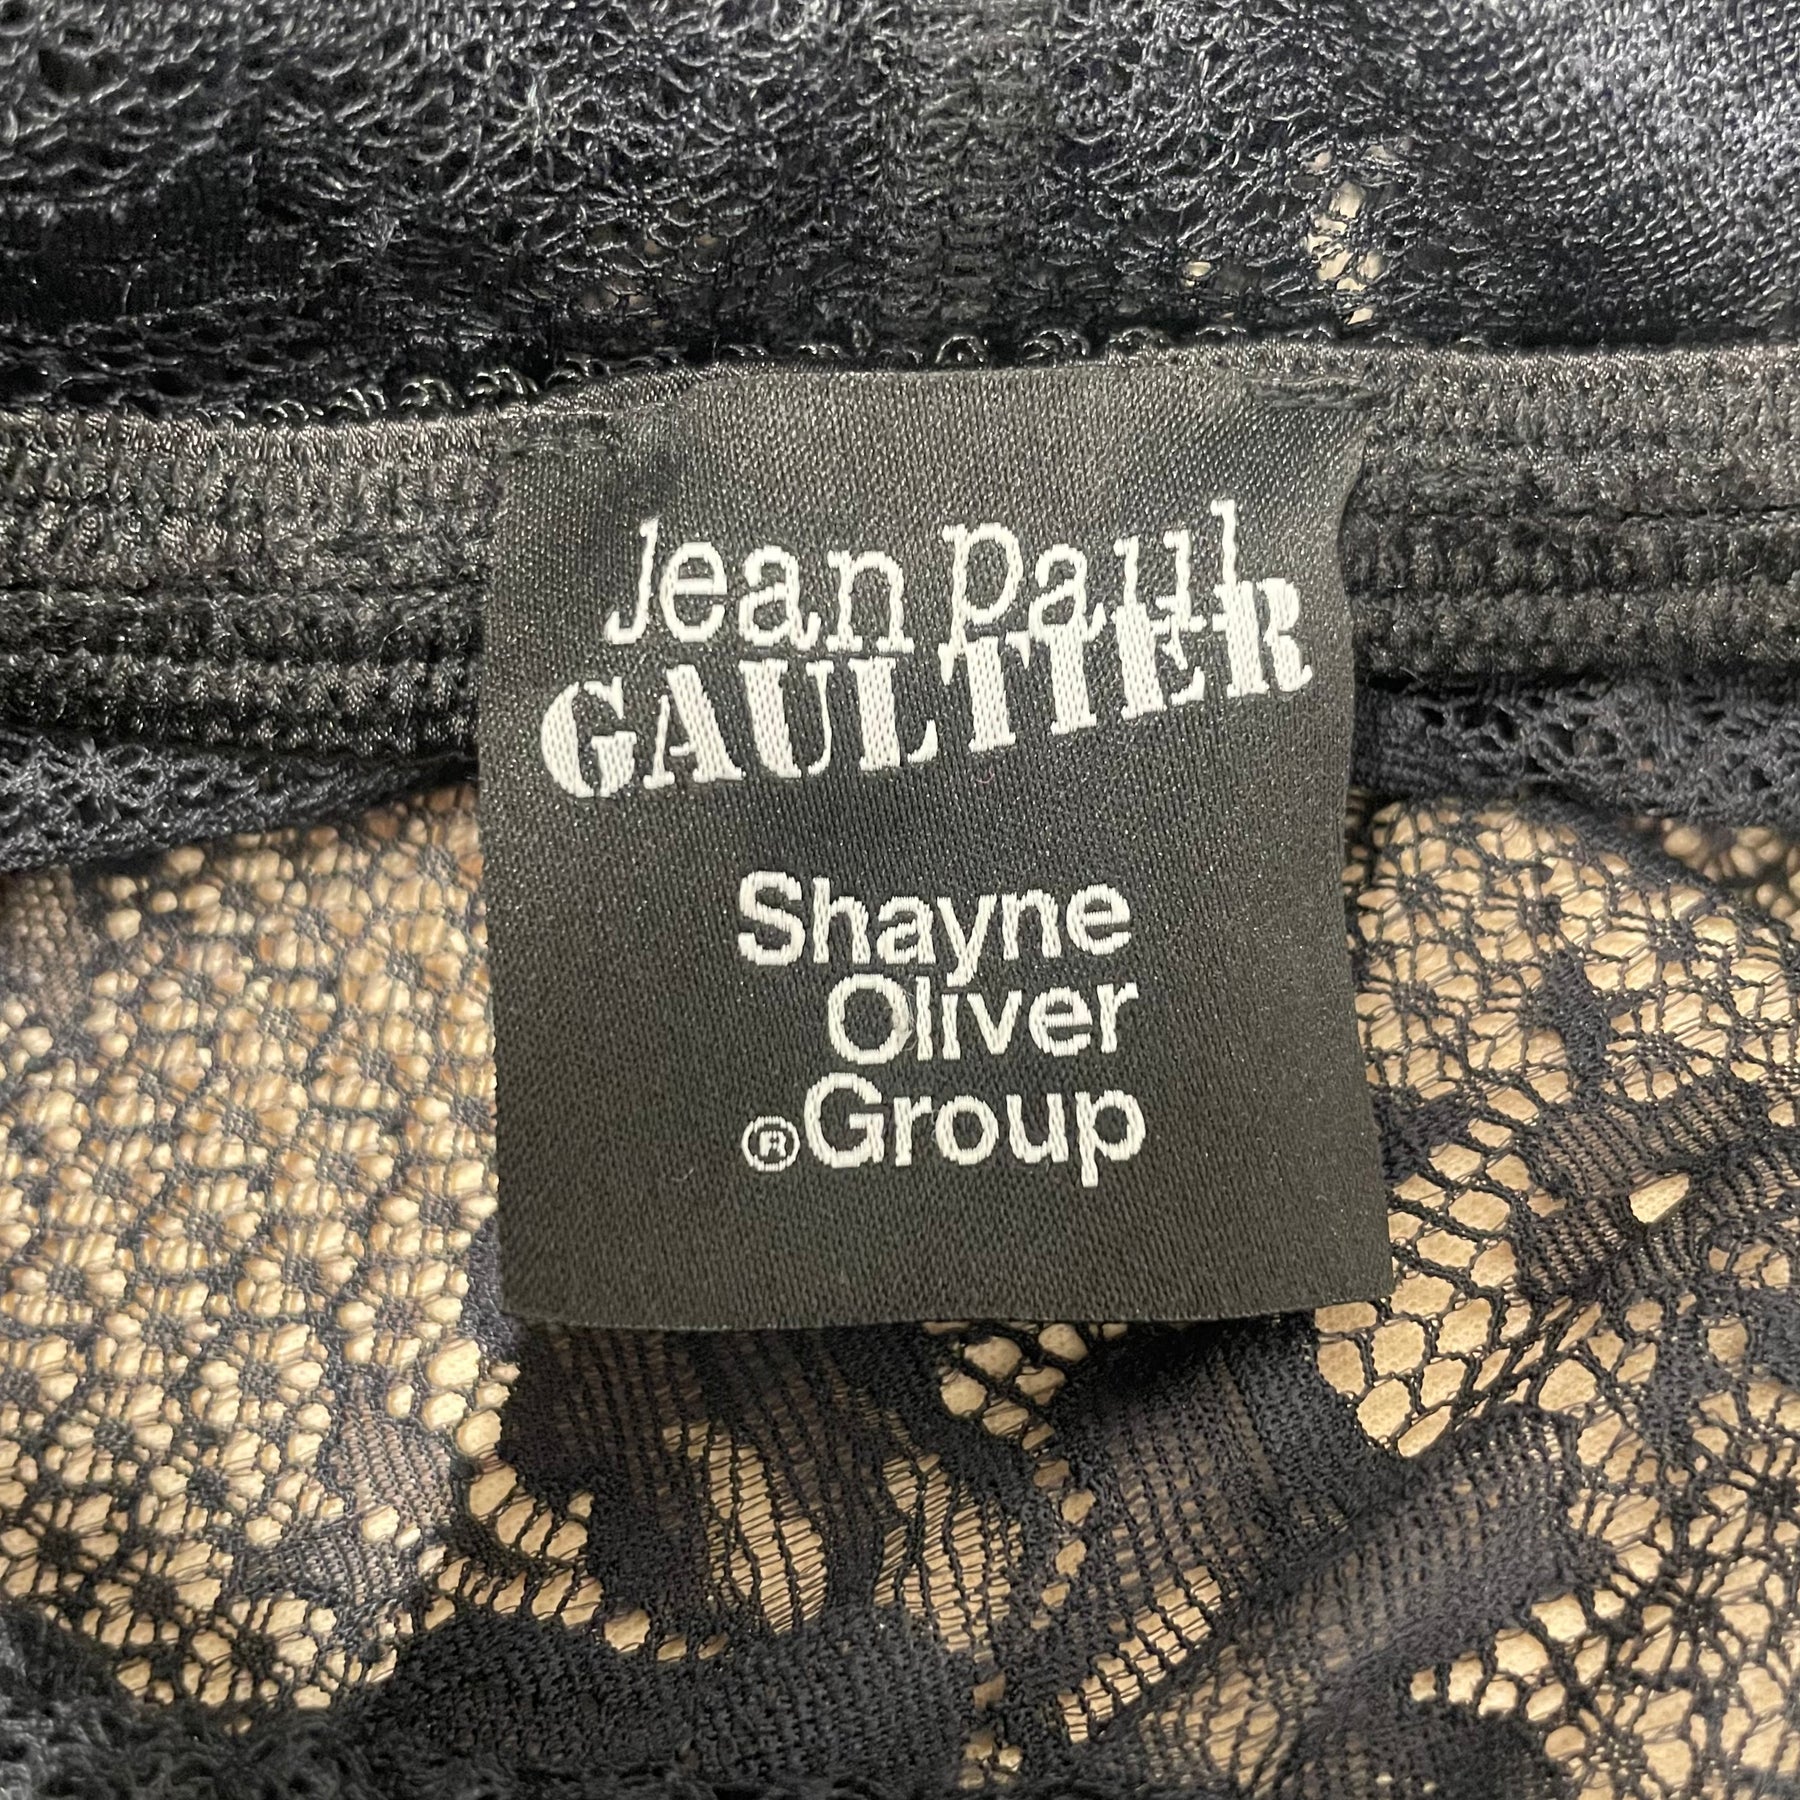 Jean Paul
GAULTIER
Shayne
Oliver
®Group